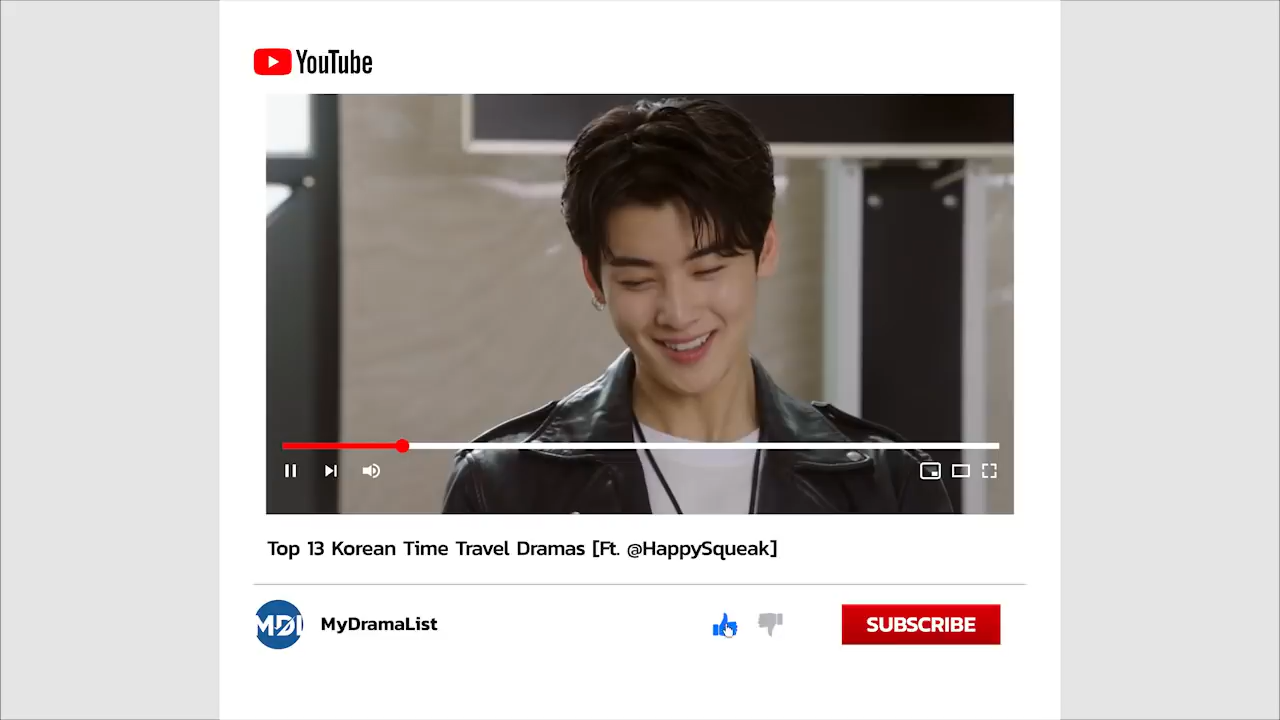 YouTube
Top 13 Korean Time Travel Dramas [Ft. @HappySqueak]
MDL
MyDramaList
SUBSCRIBE